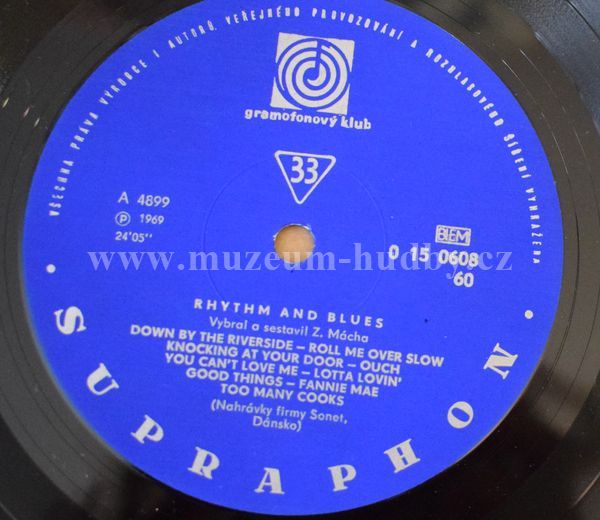 VŠECHNA PRÁVA VÝROBCE I AUTORŮ, VEŘEJNÉHO PROVOZOVÁNÍ A ROZHLASOVÉHO ŠÍŘENÍ VYHRAZENA
gramofonový klub
33
A 4899
Ⓟ 1969
24'05''
BIEM
0 15 0608
60
www.muzeum-hudby.cz
RHYTHM AND BLUES
Vybral a sestavil Z. Mácha
DOWN BY THE RIVERSIDE – ROLL ME OVER SLOW
KNOCKING AT YOUR DOOR – OUCH
YOU CAN'T LOVE ME – LOTTA LOVIN'
GOOD THINGS – FANNIE MAE
TOO MANY COOKS
(Nahrávky firmy Sonet,
Dánsko)
• SUPRAPHON •